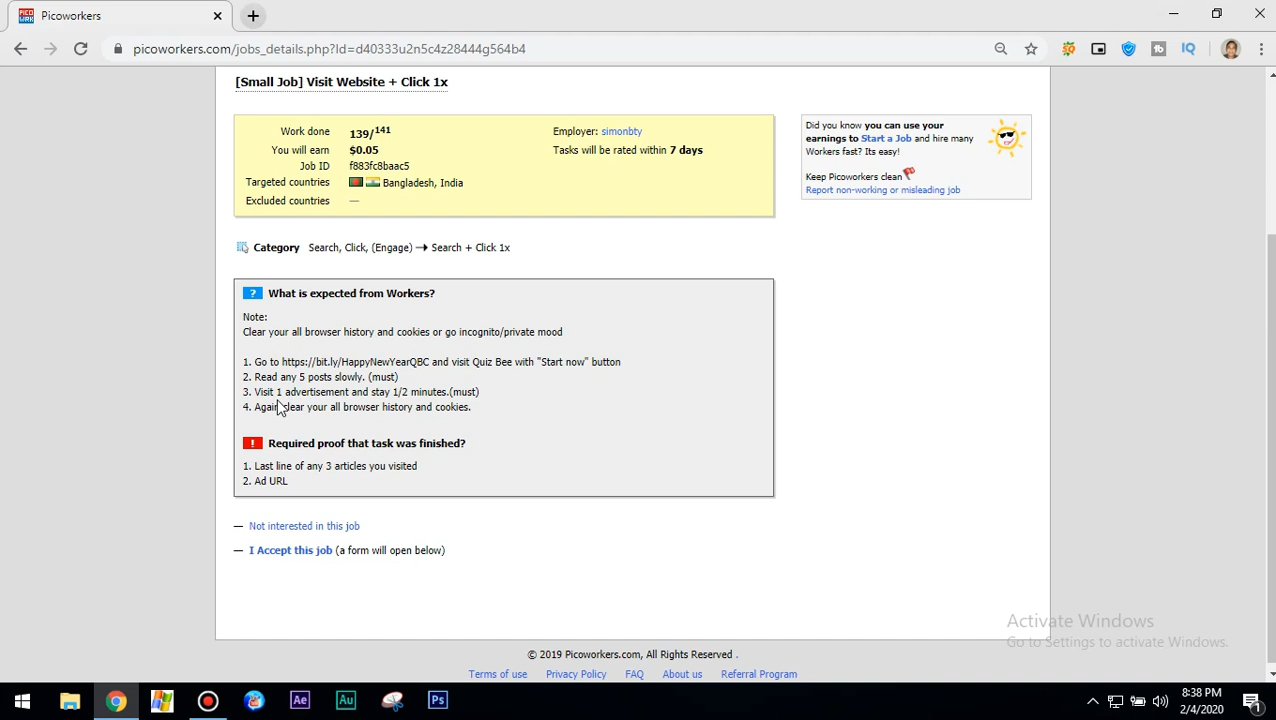 PICO
WRK
Picoworkers
picoworkers.com/jobs_details.php?Id=d40333u2n5c4z28444g564b4
tb
IQ
[Small Job] Visit Website + Click 1x
Work done 139/141
You will earn $0.05
Job ID f883fc8baac5
Targeted countries Bangladesh, India
Excluded countries —
Employer: simonbty
Tasks will be rated within 7 days
Did you know you can use your
earnings to Start a Job and hire many
Workers fast? Its easy!
Keep Picoworkers clean
Report non-working or misleading job
Category Search, Click, (Engage) → Search + Click 1x
? What is expected from Workers?
Note:
Clear your all browser history and cookies or go incognito/private mood
1. Go to https://bit.ly/HappyNewYearQBC and visit Quiz Bee with "Start now" button
2. Read any 5 posts slowly. (must)
3. Visit 1 advertisement and stay 1/2 minutes.(must)
4. Again clear your all browser history and cookies.
! Required proof that task was finished?
1. Last line of any 3 articles you visited
2. Ad URL
— Not interested in this job
— I Accept this job (a form will open below)
Activate Windows
Go to Settings to activate Windows.
© 2019 Picoworkers.com, All Rights Reserved .
Terms of use Privacy Policy FAQ About us Referral Program
Ae
Au
Ps
8:38 PM
2/4/2020
1